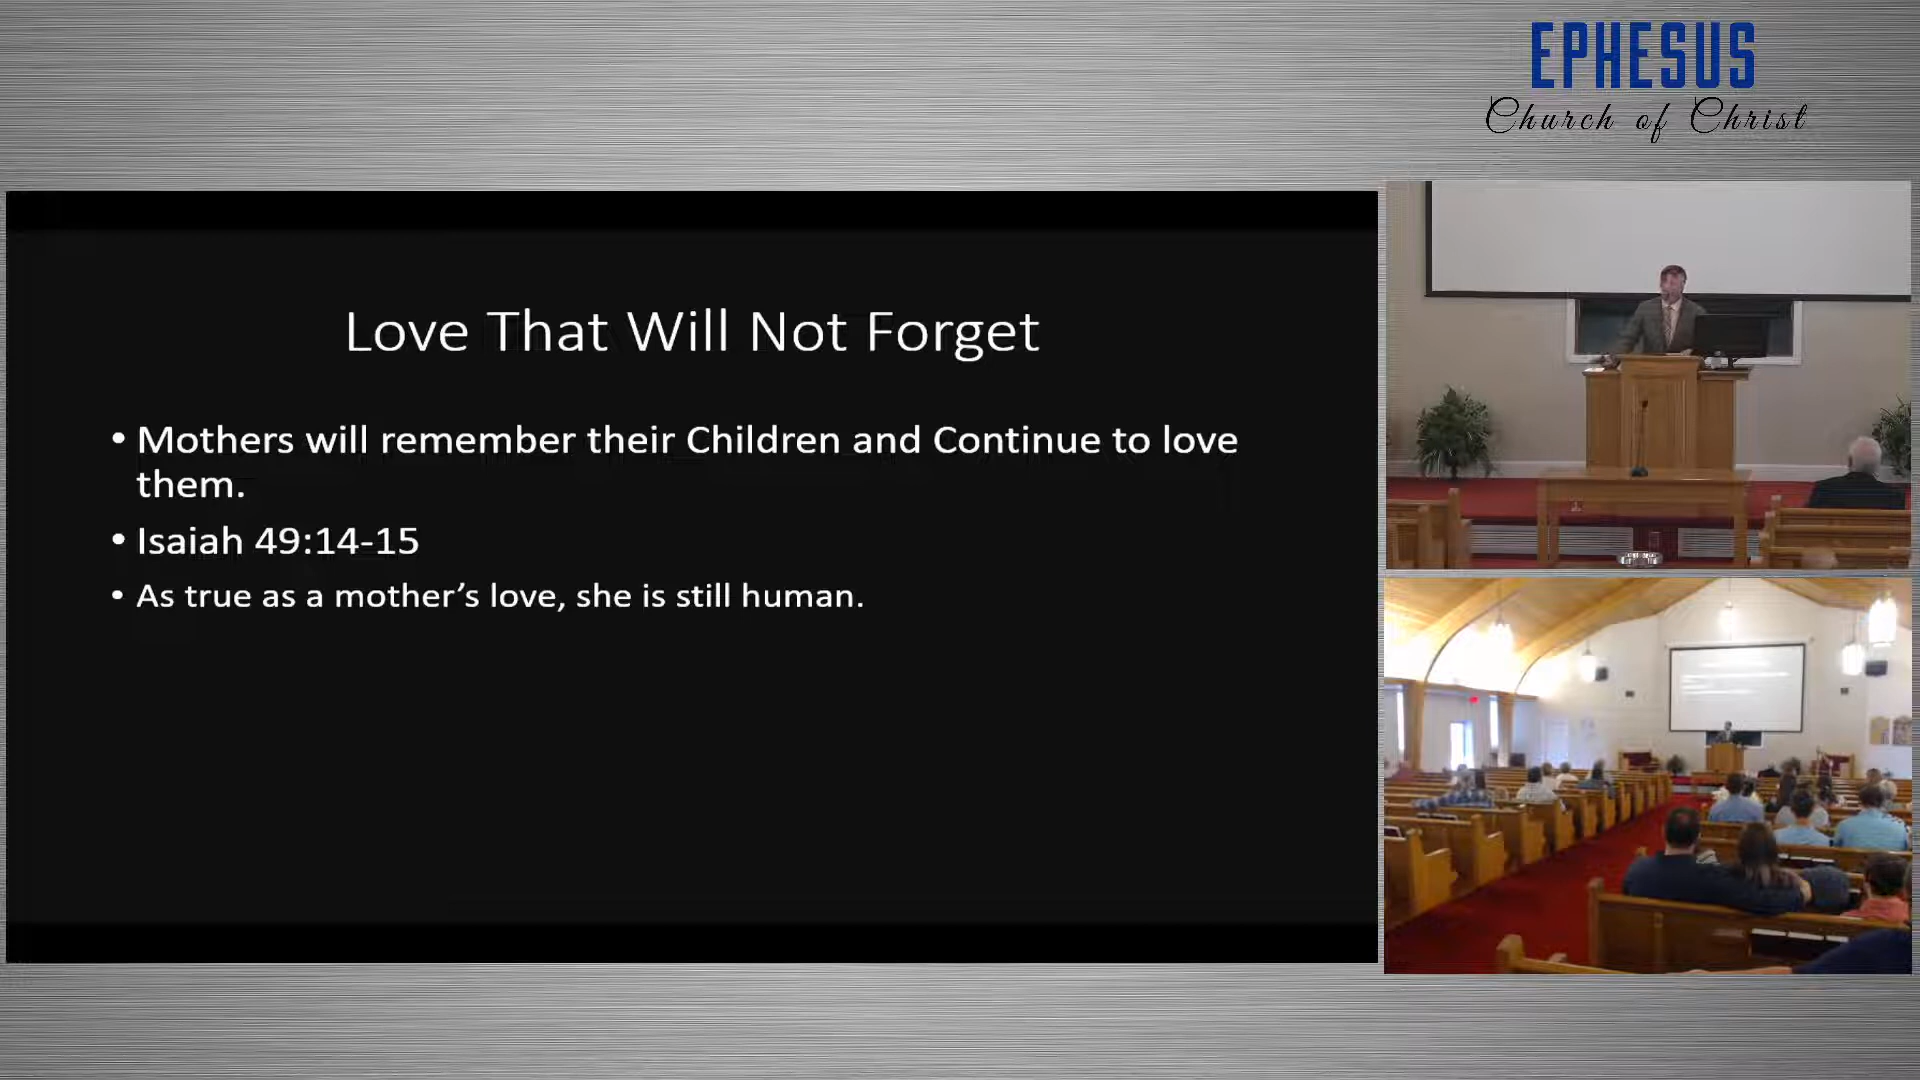 EPHESUS
Church of Christ
Love That Will Not Forget
• Mothers will remember their Children and Continue to love
them.
• Isaiah 49:14-15
• As true as a mother’s love, she is still human.